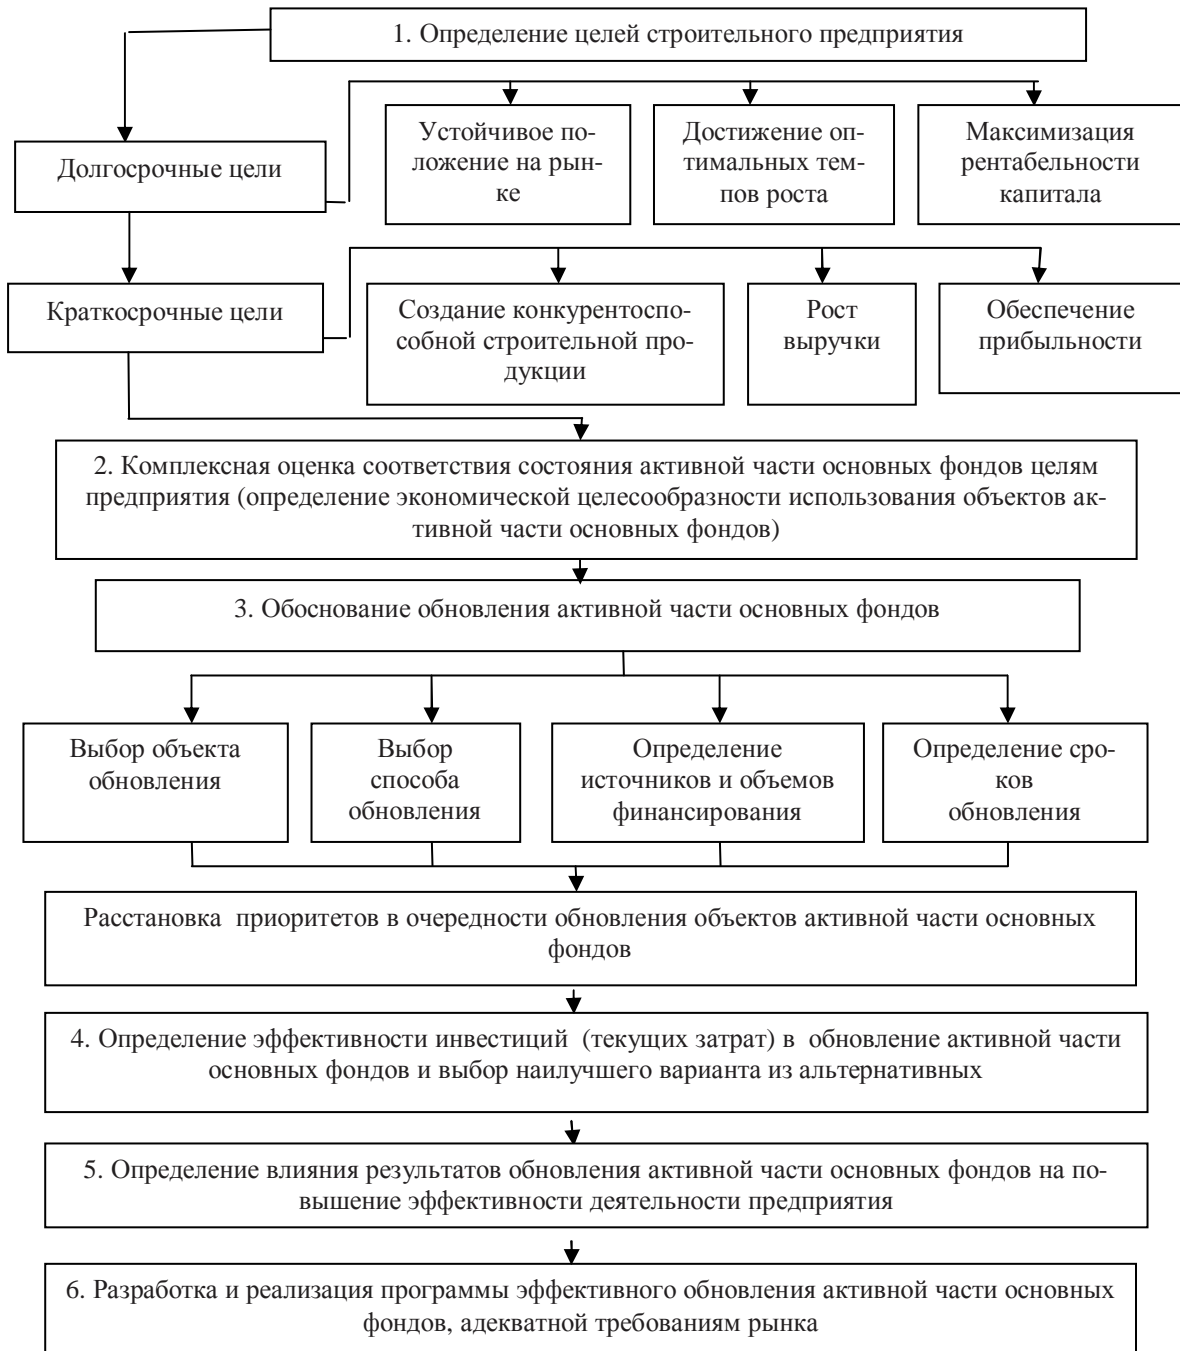 1. Определение целей строительного предприятия
Долгосрочные цели
Устойчивое по-
ложение на рын-
ке
Достижение оп-
тимальных тем-
пов роста
Максимизация
рентабельности
капитала
Краткосрочные цели
Создание конкурентоспо-
собной строительной про-
дукции
Рост
выручки
Обеспечение
прибыльности
2. Комплексная оценка соответствия состояния активной части основных фондов целям
предприятия (определение экономической целесообразности использования объектов ак-
тивной части основных фондов)
3. Обоснование обновления активной части основных фондов
Выбор объекта
обновления
Выбор
способа
обновления
Определение
источников и объемов
финансирования
Определение сро-
ков
обновления
Расстановка  приоритетов в очередности обновления объектов активной части основных
фондов
4. Определение эффективности инвестиций  (текущих затрат) в  обновление активной части
основных фондов и выбор наилучшего варианта из альтернативных
5. Определение влияния результатов обновления активной части основных фондов на по-
вышение эффективности деятельности предприятия
6. Разработка и реализация программы эффективного обновления активной части основных
фондов, адекватной требованиям рынка